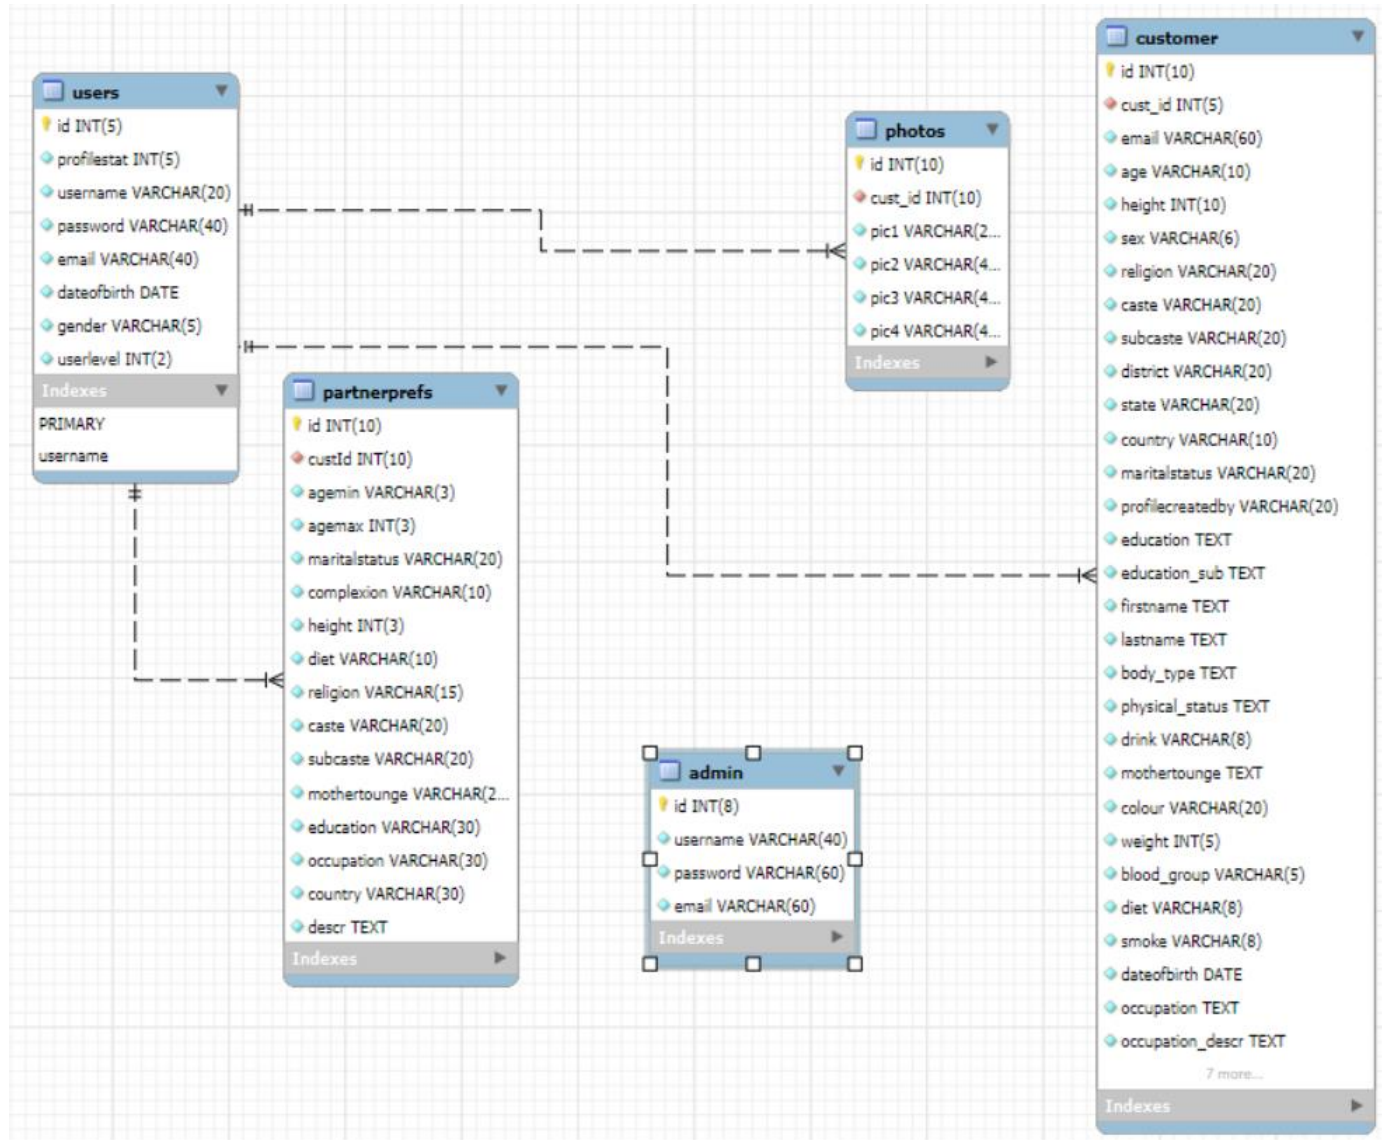 users
id INT(5)
profilestat INT(5)
username VARCHAR(20)
password VARCHAR(40)
email VARCHAR(40)
dateofbirth DATE
gender VARCHAR(5)
userlevel INT(2)
Indexes
PRIMARY
username
partnerprefs
id INT(10)
custId INT(10)
agemin VARCHAR(3)
agemax INT(3)
maritalstatus VARCHAR(20)
complexion VARCHAR(10)
height INT(3)
diet VARCHAR(10)
religion VARCHAR(15)
caste VARCHAR(20)
subcaste VARCHAR(20)
mothertounge VARCHAR(2...
education VARCHAR(30)
occupation VARCHAR(30)
country VARCHAR(30)
descr TEXT
Indexes
photos
id INT(10)
cust_id INT(10)
pic1 VARCHAR(2...
pic2 VARCHAR(4...
pic3 VARCHAR(4...
pic4 VARCHAR(4...
Indexes
admin
id INT(8)
username VARCHAR(40)
password VARCHAR(60)
email VARCHAR(60)
Indexes
customer
id INT(10)
cust_id INT(5)
email VARCHAR(60)
age VARCHAR(10)
height INT(10)
sex VARCHAR(6)
religion VARCHAR(20)
caste VARCHAR(20)
subcaste VARCHAR(20)
district VARCHAR(20)
state VARCHAR(20)
country VARCHAR(10)
maritalstatus VARCHAR(20)
profilecreatedby VARCHAR(20)
education TEXT
education_sub TEXT
firstname TEXT
lastname TEXT
body_type TEXT
physical_status TEXT
drink VARCHAR(8)
mothertounge TEXT
colour VARCHAR(20)
weight INT(5)
blood_group VARCHAR(5)
diet VARCHAR(8)
smoke VARCHAR(8)
dateofbirth DATE
occupation TEXT
occupation_descr TEXT
7 more...
Indexes